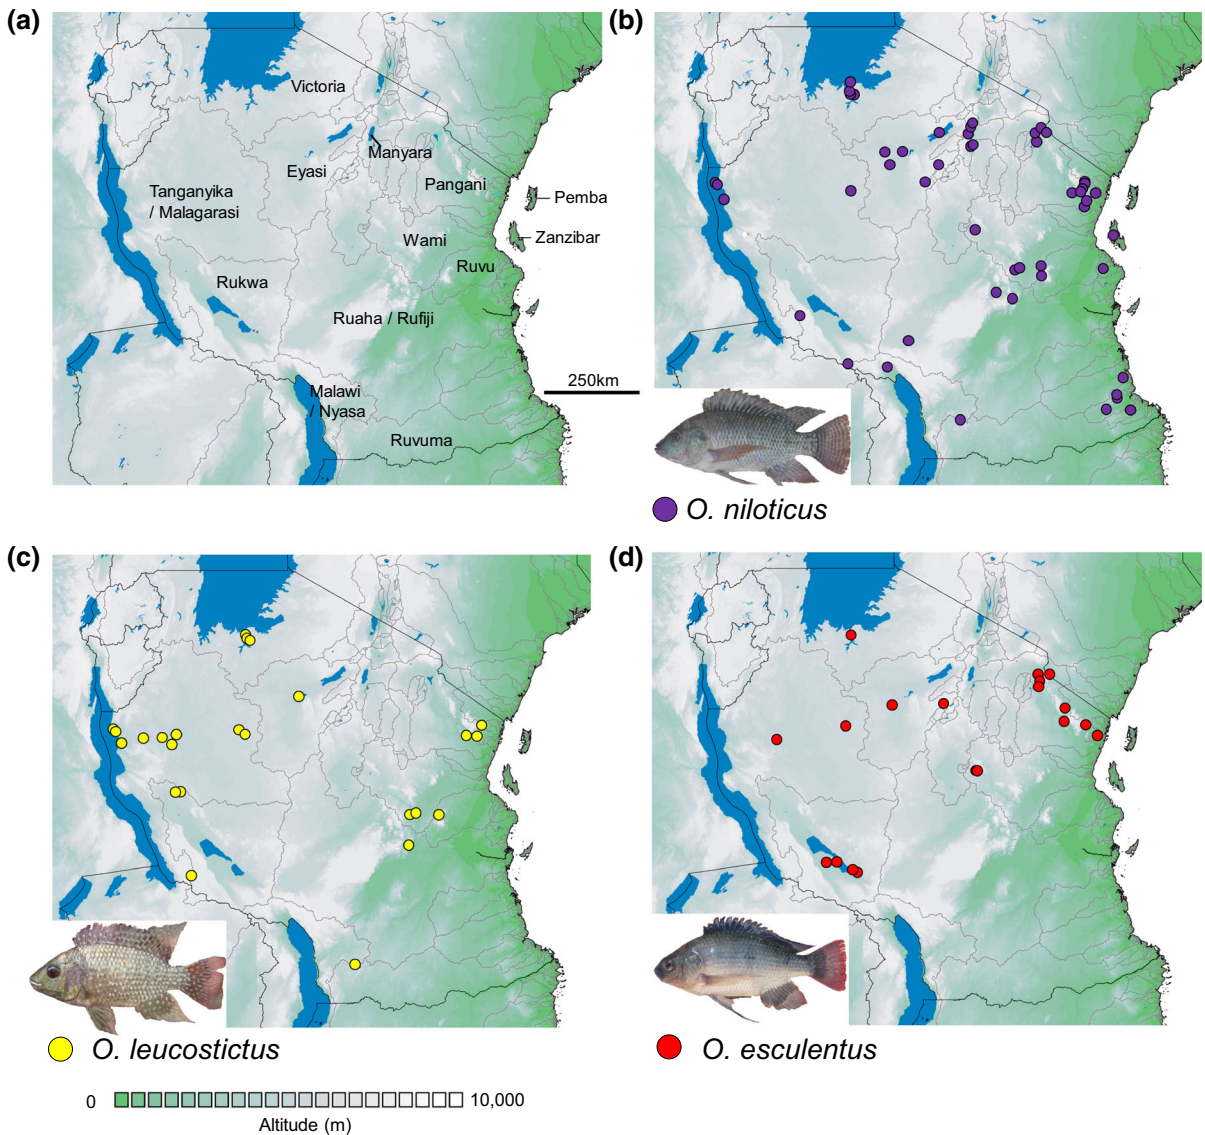 (a)
Victoria
Manyara
Eyasi
Pangani
Tanganyika
/ Malagarasi
Pemba
Zanzibar
Wami
Ruvu
Rukwa
Ruaha / Rufiji
Malawi
/ Nyasa
Ruvuma
250km
(b)
O. niloticus
(c)
O. leucostictus
(d)
O. esculentus
0
10,000
Altitude (m)